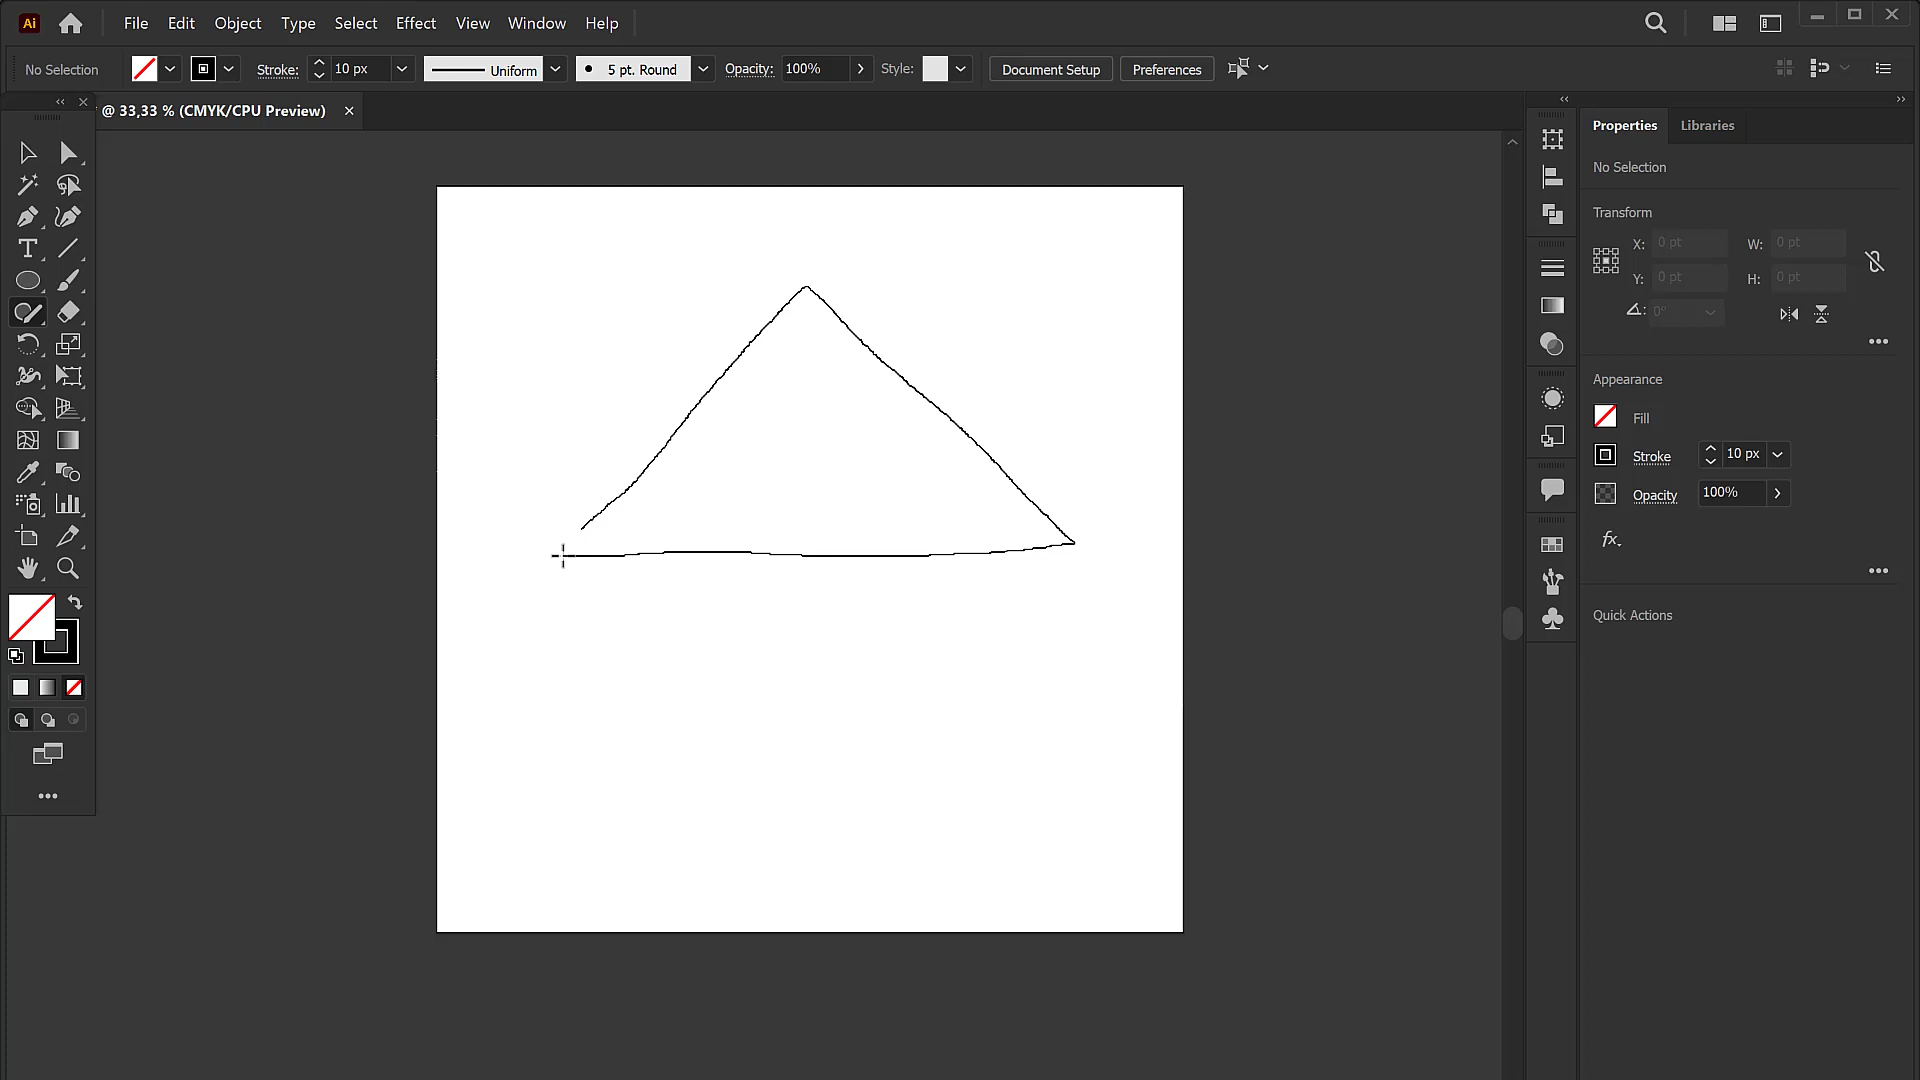 Ai File Edit Object Type Select Effect View Window Help
No Selection Stroke: 10 px Uniform 5 pt. Round Opacity: 100% Style: Document Setup Preferences
@ 33,33 % (CMYK/CPU Preview)
Properties Libraries
No Selection
Transform
X: 0 pt W: 0 pt
Y: 0 pt H: 0 pt
0°
Appearance
Fill
Stroke 10 px
Opacity 100%
fx.
Quick Actions